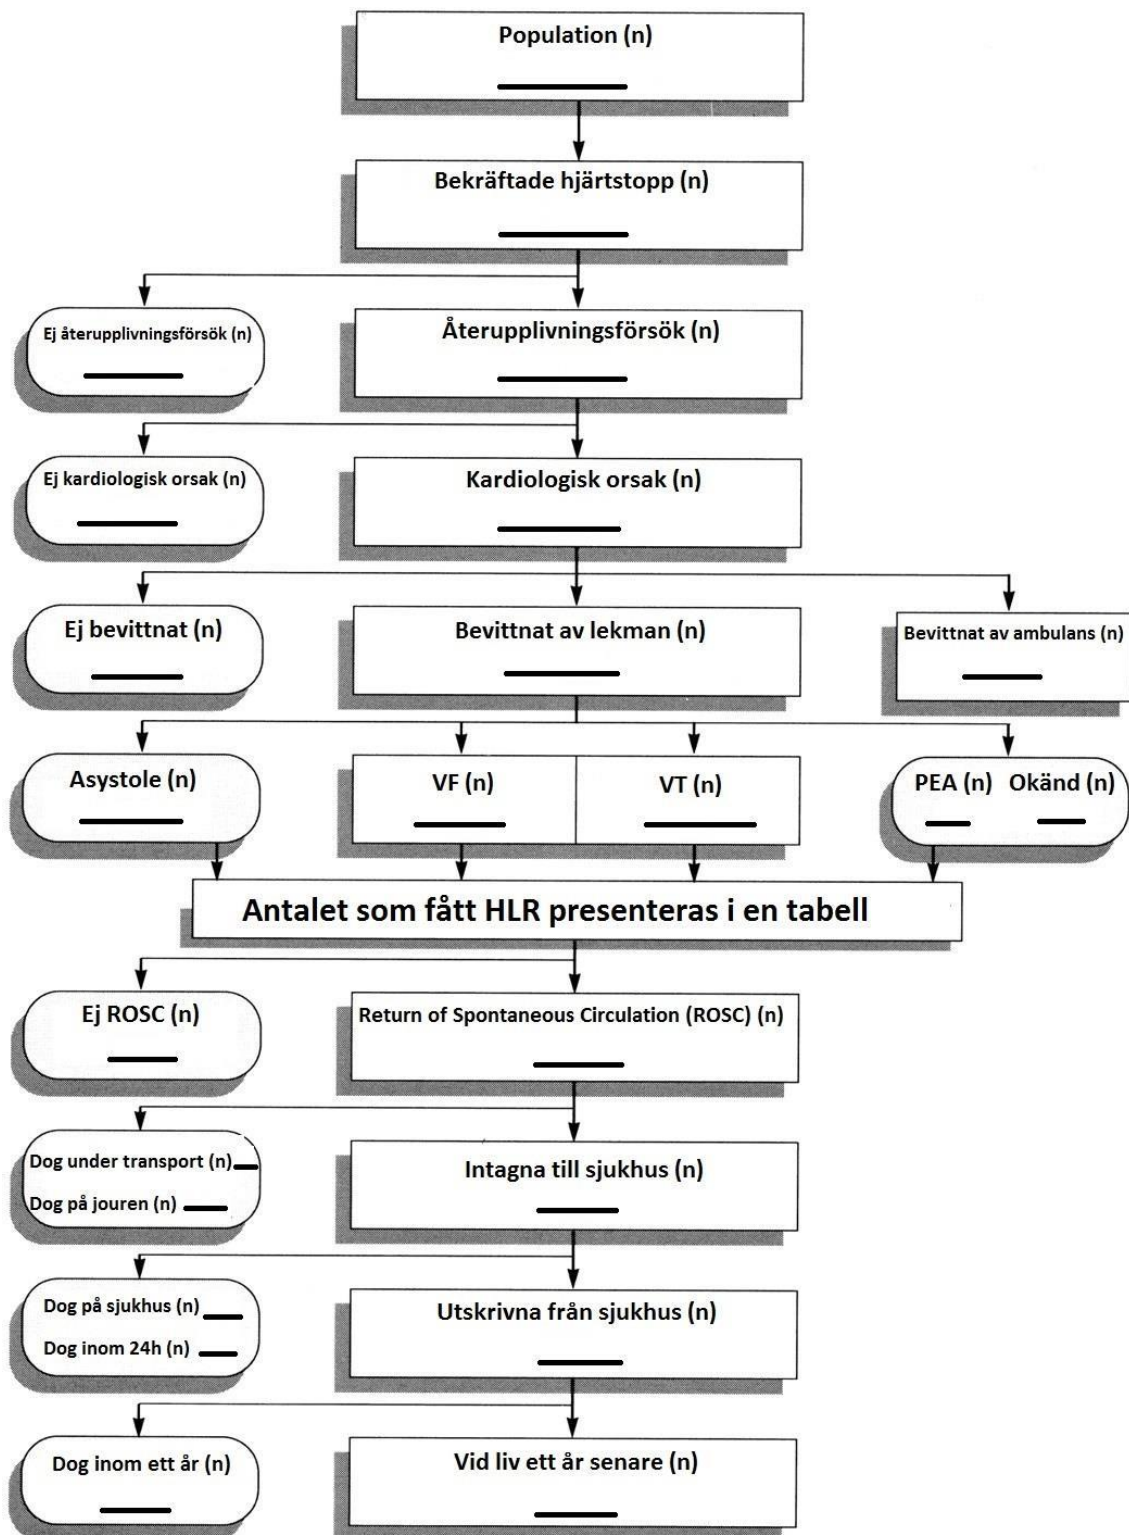 Population (n)
Bekräftade hjärtstopp (n)
Ej återupplivningsförsök (n)
Återupplivningsförsök (n)
Ej kardiologisk orsak (n)
Kardiologisk orsak (n)
Ej bevittnat (n)
Bevittnat av lekman (n)
Bevittnat av ambulans (n)
Asystole (n)
VF (n)
VT (n)
PEA (n) Okänd (n)
Antalet som fått HLR presenteras i en tabell
Ej ROSC (n)
Return of Spontaneous Circulation (ROSC) (n)
Dog under transport (n)
Dog på jouren (n)
Intagna till sjukhus (n)
Dog på sjukhus (n)
Dog inom 24h (n)
Utskrivna från sjukhus (n)
Dog inom ett år (n)
Vid liv ett år senare (n)